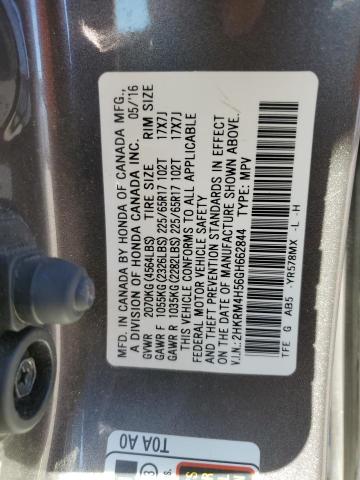 MFD. IN CANADA BY HONDA OF CANADA MFG.,
A DIVISION OF HONDA CANADA INC. 05/'16
GVWR 2070KG(4564LBS) TIRE SIZE RIM SIZE
GAWR F 1055KG(2326LBS) 225/65R17 102T 17X7J
GAWR R 1035KG(2282LBS) 225/65R17 102T 17X7J
THIS VEHICLE CONFORMS TO ALL APPLICABLE
FEDERAL MOTOR VEHICLE SAFETY
AND THEFT PREVENTION STANDARDS IN EFFECT
ON THE DATE OF MANUFACTURE SHOWN ABOVE.
V.I.N.: 2HKRM4H56GH662844 TYPE: MPV
TFE G AB5 -YR578MX -L -H
T0A A0